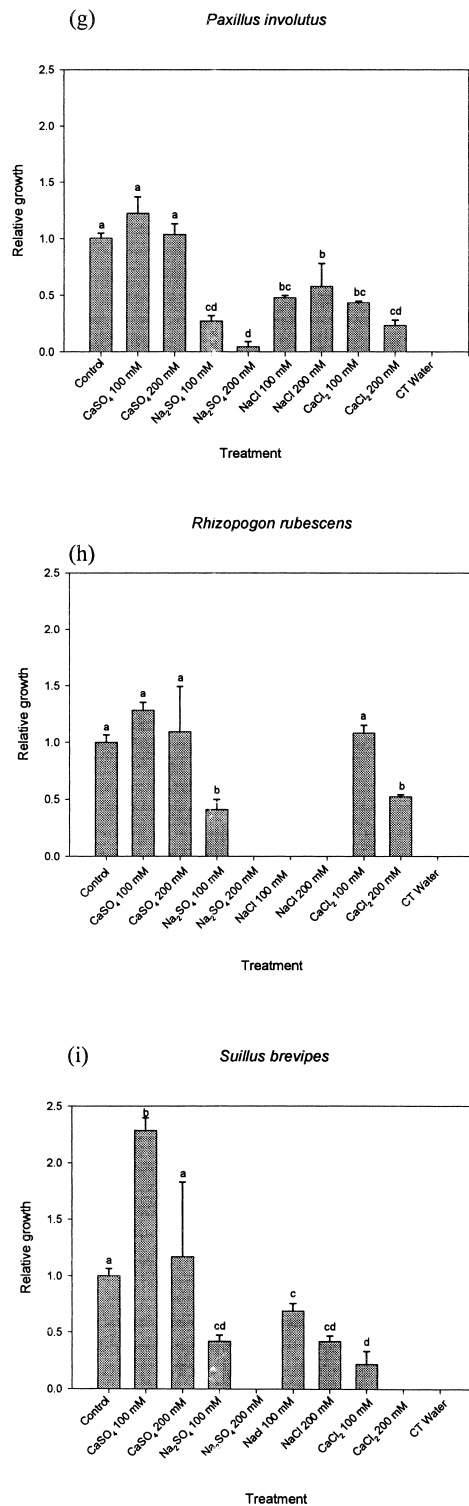 (g)
Paxillus involutus
Relative growth
2.5
2.0
1.5
1.0
0.5
0.0
a
a
a
cd
d
bc
b
bc
cd
Control
CaSO₄ 100 mM
CaSO₄ 200 mM
Na₂SO₄ 100 mM
Na₂SO₄ 200 mM
NaCl 100 mM
NaCl 200 mM
CaCl₂ 100 mM
CaCl₂ 200 mM
CT Water
Treatment
Rhizopogon rubescens
(h)
Relative growth
2.5
2.0
1.5
1.0
0.5
0.0
a
a
a
b
a
b
Control
CaSO₄ 100 mM
CaSO₄ 200 mM
Na₂SO₄ 100 mM
Na₂SO₄ 200 mM
NaCl 100 mM
NaCl 200 mM
CaCl₂ 100 mM
CaCl₂ 200 mM
CT Water
Treatment
(i)
Suillus brevipes
Relative growth
2.5
2.0
1.5
1.0
0.5
0.0
a
b
a
cd
c
cd
d
Control
CaSO₄ 100 mM
CaSO₄ 200 mM
Na₂SO₄ 100 mM
Na₂SO₄ 200 mM
NaCl 100 mM
NaCl 200 mM
CaCl₂ 100 mM
CaCl₂ 200 mM
CT Water
Treatment